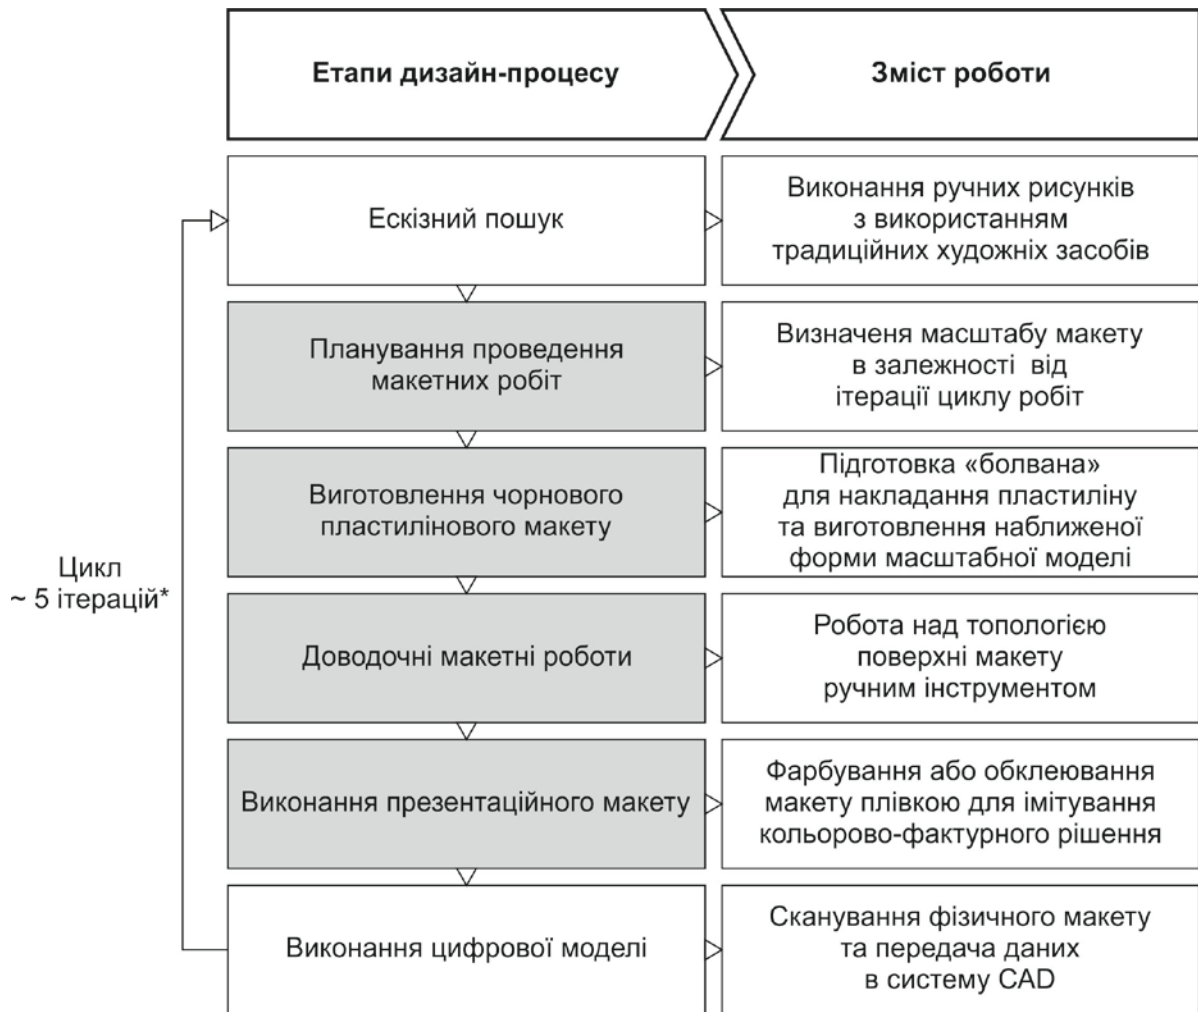 Етапи дизайн-процесу
Зміст роботи
Ескізний пошук
Виконання ручних рисунків
з використанням
традиційних художніх засобів
Планування проведення
макетних робіт
Визначеня масштабу макету
в залежності від
ітерації циклу робіт
Виготовлення чорнового
пластилінового макету
Підготовка «болвана»
для накладання пластиліну
та виготовлення наближеної
форми масштабної моделі
Цикл
~ 5 ітерацій*
Доводочні макетні роботи
Робота над топологією
поверхні макету
ручним інструментом
Виконання презентаційного макету
Фарбування або обклеювання
макету плівкою для імітування
кольорово-фактурного рішення
Виконання цифрової моделі
Сканування фізичного макету
та передача даних
в систему CAD